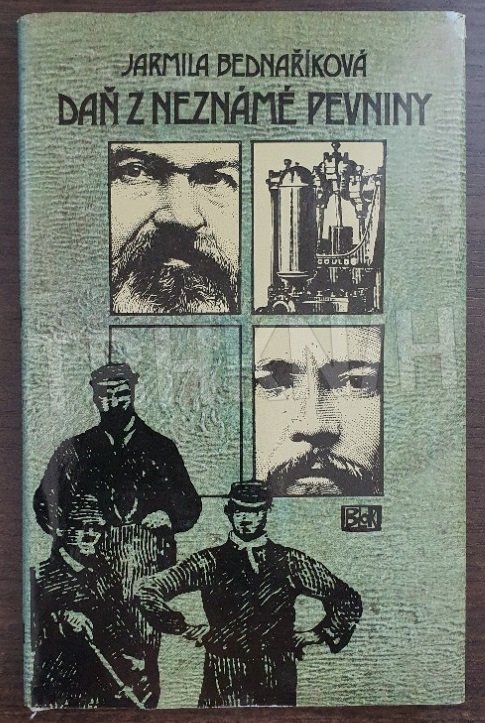 JARMILA BEDNAŘÍKOVÁ
DAŇ Z NEZNÁMÉ PEVNINY